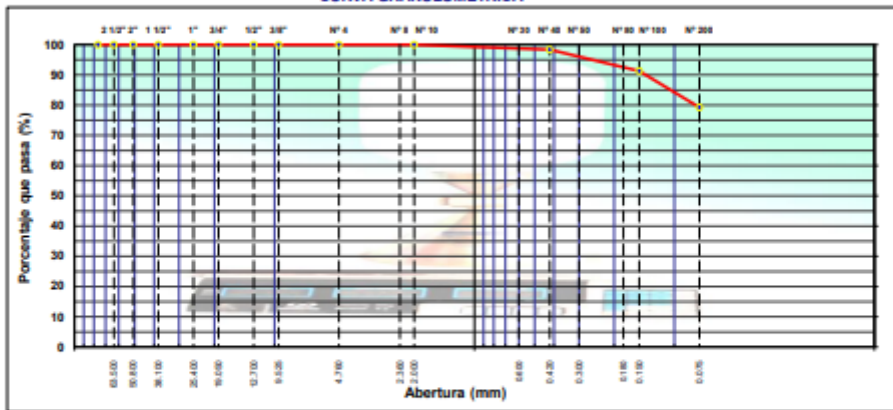 CURVA GRANULOMETRICA
2 1/2" 2" 1 1/2" 1" 3/4" 1/2" 3/8" Nº 4 Nº 8 Nº 10 Nº 30 Nº 40 Nº 50 Nº 80 Nº 100 Nº 200
Porcentaje que pasa (%)
100
90
80
70
60
50
40
30
20
10
0
63.500 50.800 38.100 25.400 19.050 12.700 9.525 4.760 2.360 2.000 0.600 0.420 0.300 0.180 0.150 0.075
Abertura (mm)